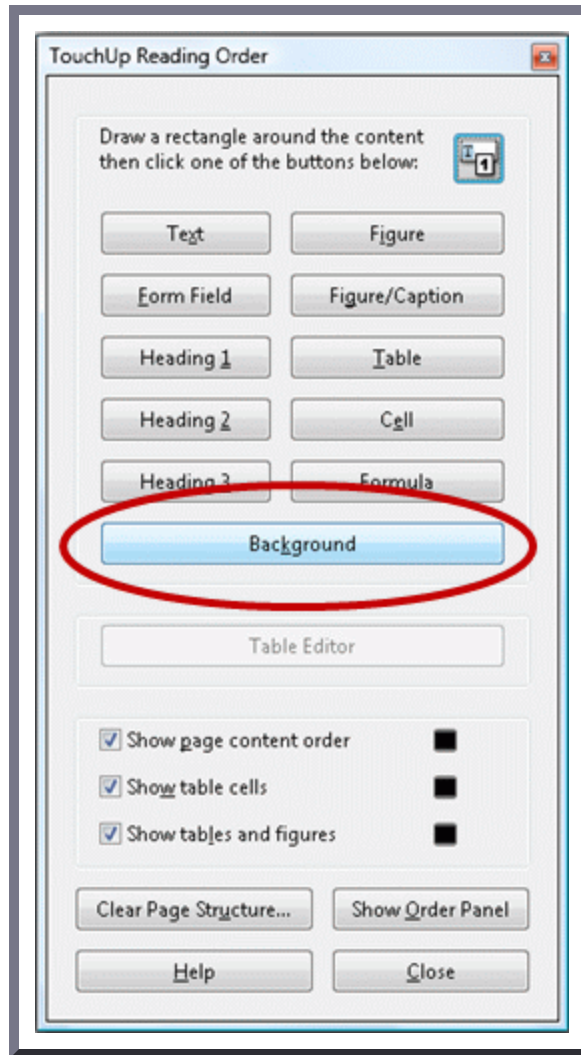 TouchUp Reading Order
Draw a rectangle around the content
then click one of the buttons below:
1
Text
Figure
Form Field
Figure/Caption
Heading 1
Table
Heading 2
Cell
Heading 3
Formula
Background
Table Editor
Show page content order
Show table cells
Show tables and figures
Clear Page Structure...
Show Order Panel
Help
Close